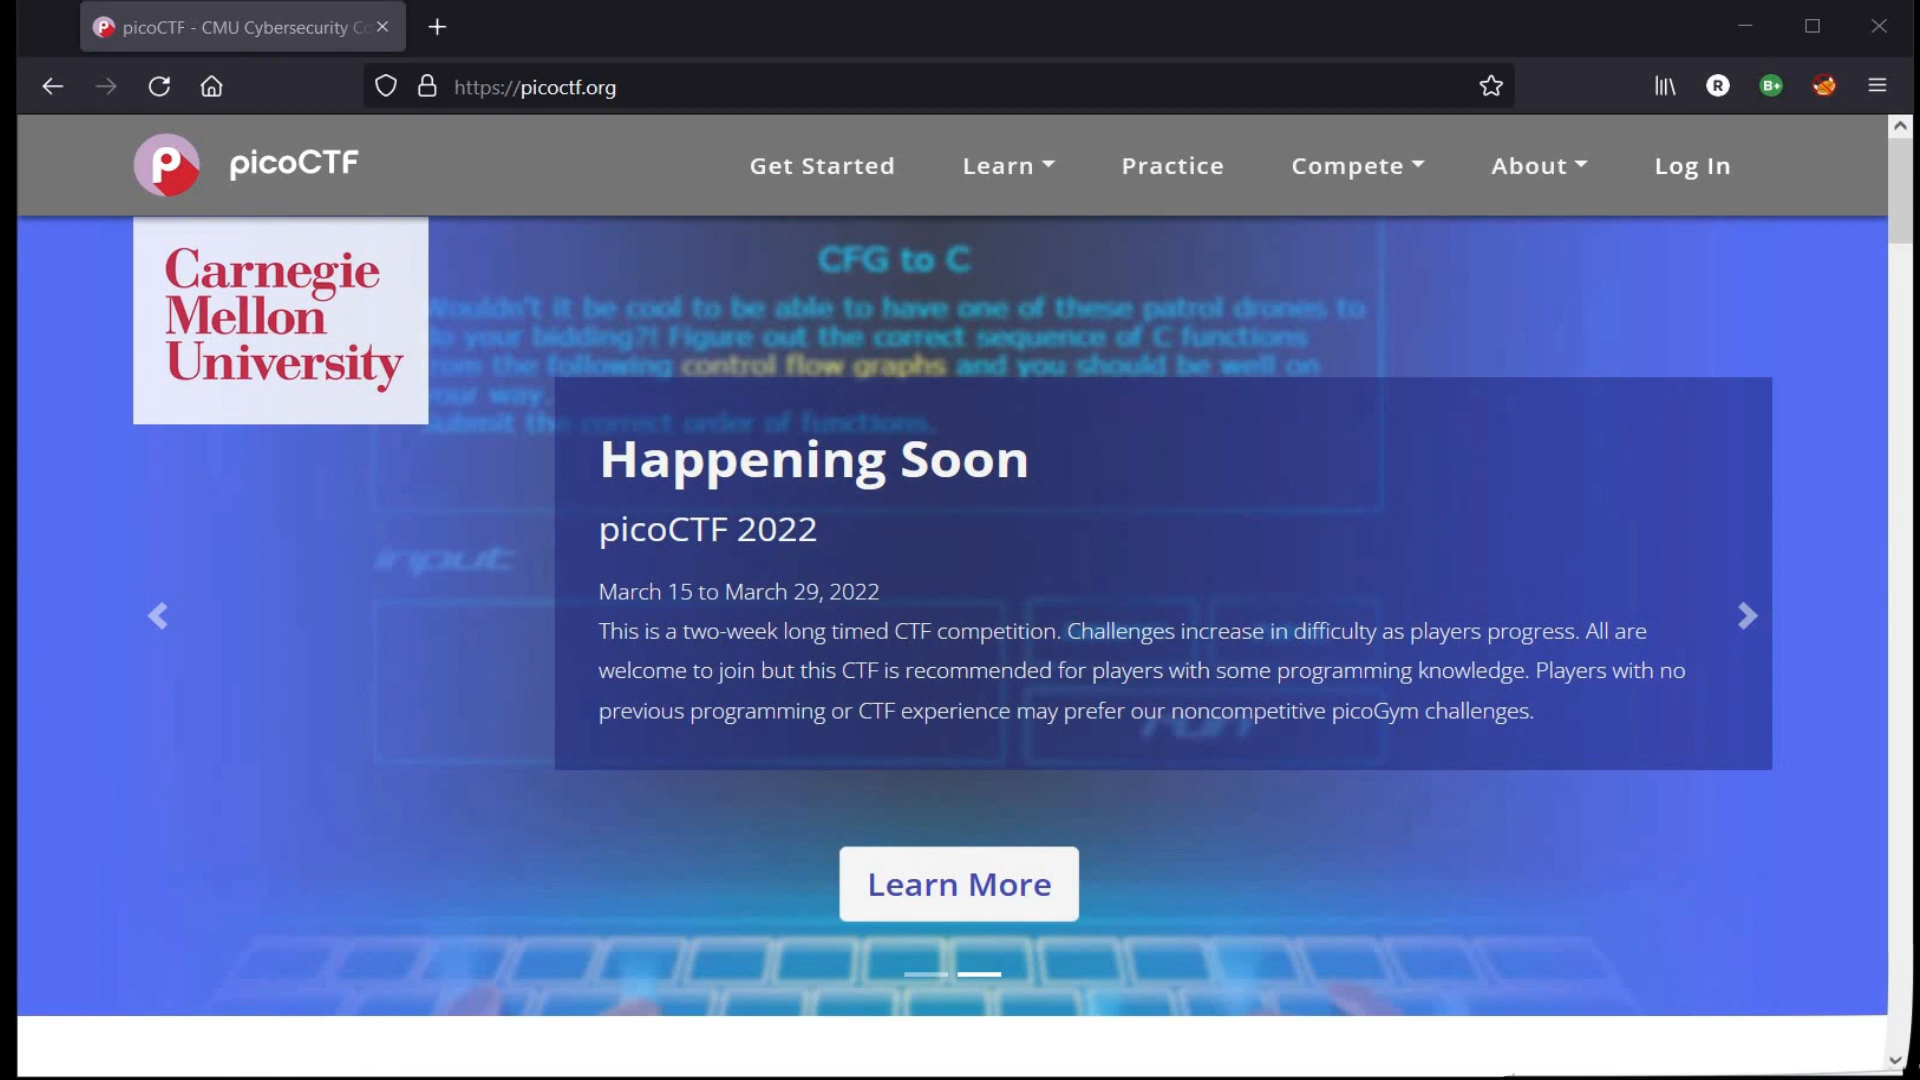 picoCTF - CMU Cybersecurity Co
https://picoctf.org
R
B+
P picoCTF
Get Started Learn Practice Compete About Log In
Carnegie
Mellon
University
CFG to C
Wouldn't it be cool to be able to have one of these patrol drones to
your bidding?! Figure out the correct sequence of C functions
the following control flow graphs and you should be well on
your way.
Submit the correct order of functions.
input
Happening Soon
picoCTF 2022
March 15 to March 29, 2022
This is a two-week long timed CTF competition. Challenges increase in difficulty as players progress. All are
welcome to join but this CTF is recommended for players with some programming knowledge. Players with no
previous programming or CTF experience may prefer our noncompetitive picoGym challenges.
run
Learn More